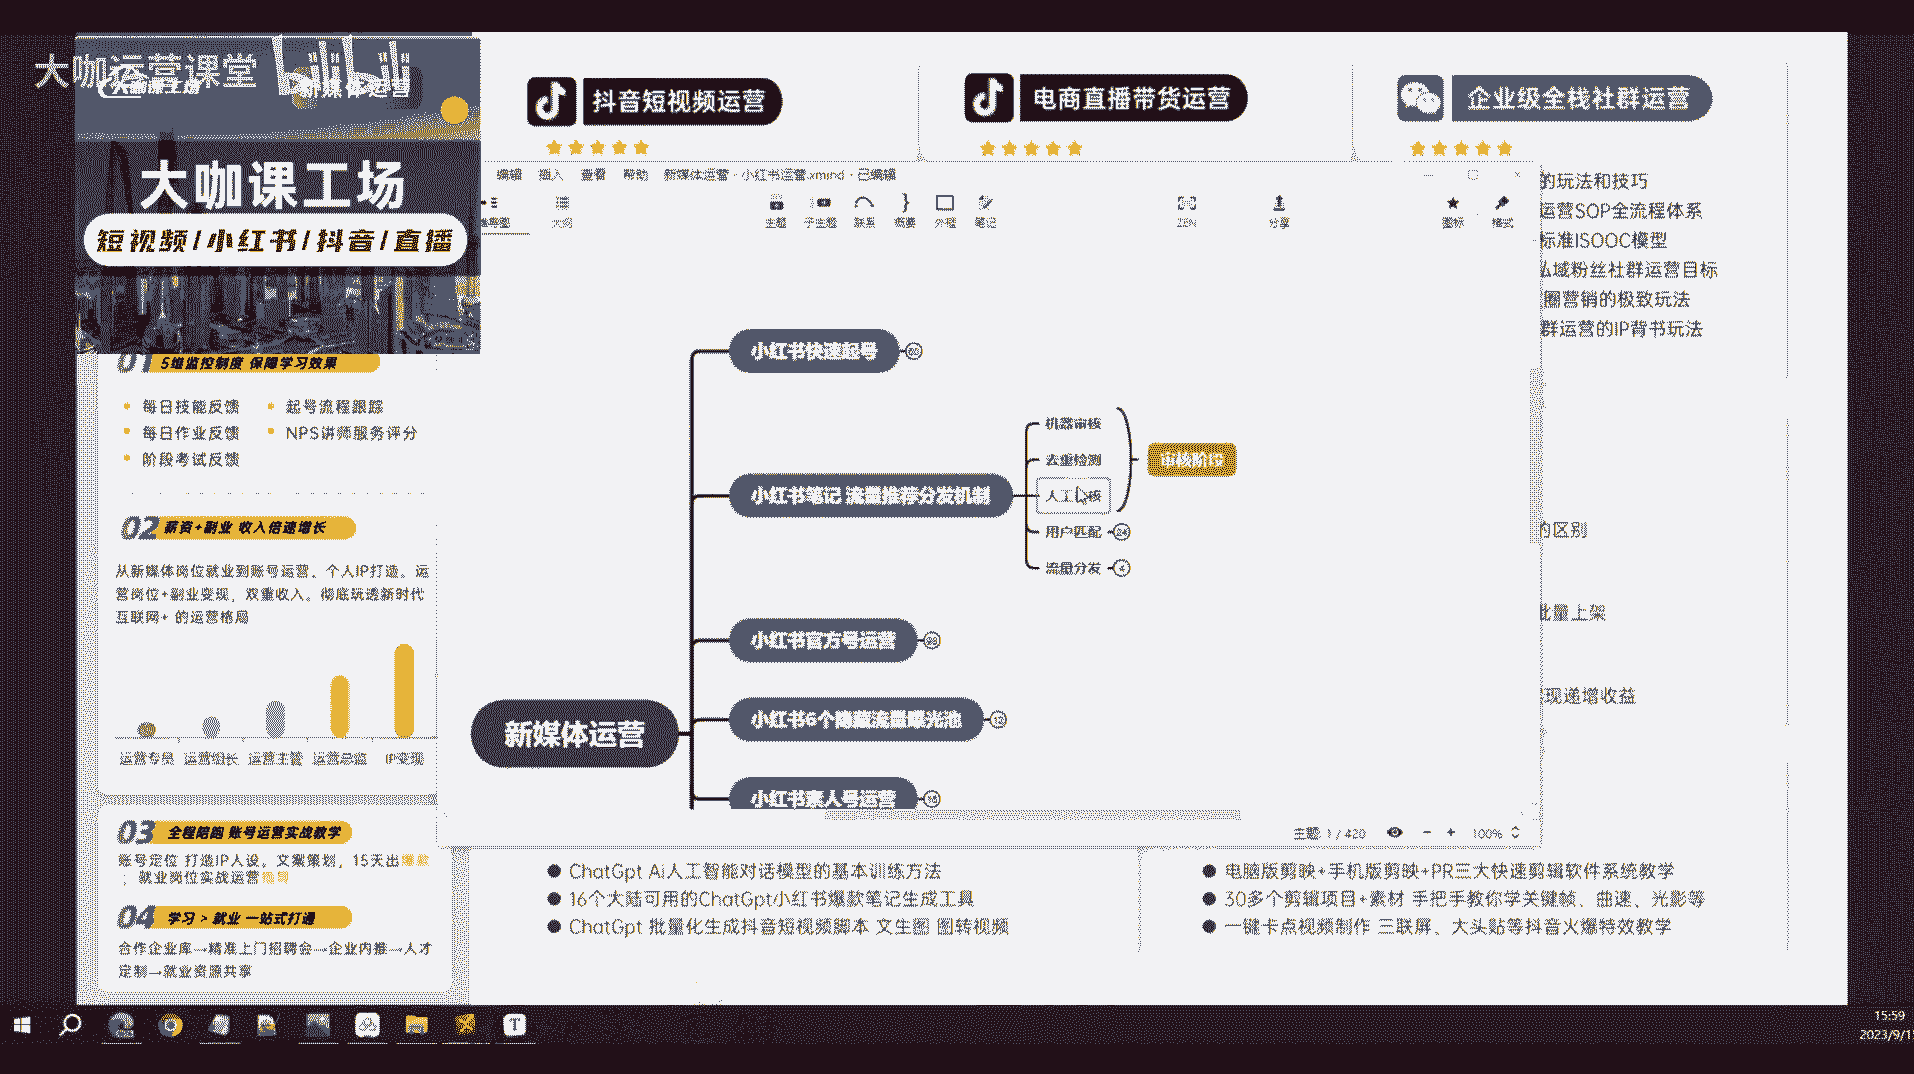 大咖运营课堂 bilibili
新媒体运营
大咖课工场
短视频/小红书/抖音/直播
抖音短视频运营
电商直播带货运营
企业级全栈社群运营
的玩法和技巧
运营SOP全流程体系
标准ISOOC模型
私域粉丝社群运营目标
圈营销的极致玩法
群运营的IP背书玩法
的区别
批量上架
现递增收益
编辑 插入 查看 帮助 新媒体运营 - 小红书运营.xmind - 已编辑
大纲 主题 子主题 联系 概要 外框 笔记 分享 图标 格式
小红书快速起号
小红书笔记 流量推荐分发机制
机器审核
去重检测
人工审核
用户匹配 24
流量分发 4
审核阶段
小红书官方号运营
小红书6个隐藏流量曝光池 12
新媒体运营
小红书素人号运营
主题: 1 / 420 100%
01 5维监控制度 保障学习效果
每日技能反馈 起号流程跟踪
每日作业反馈 NPS讲师服务评分
阶段考试反馈
02 薪资+副业 收入倍速增长
从新媒体岗位就业到账号运营、个人IP打造。运
营岗位+副业变现，双重收入。彻底玩透新时代
互联网+ 的运营格局
运营专员 运营组长 运营主管 运营总监 IP变现
03 全程陪跑 账号运营实战教学
账号定位 打造IP人设，文案策划，15天出爆款
；就业岗位实战运营
04 学习 > 就业 一站式打通
合作企业库→精准上门招聘会→企业内推→人才
定制→就业资源共享
ChatGpt Ai人工智能对话模型的基本训练方法
16个大陆可用的ChatGpt小红书爆款笔记生成工具
ChatGpt 批量化生成抖音短视频脚本 文生图 图转视频
电脑版剪映+手机版剪映+PR三大快速剪辑软件系统教学
30多个剪辑项目+素材 手把手教你学关键帧、曲速、光影等
一键卡点视频制作 三联屏、大头贴等抖音火爆特效教学
15:59